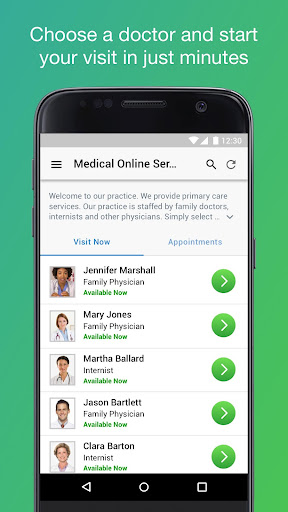 Choose a doctor and start
your visit in just minutes
12:30
Medical Online Ser...
Welcome to our practice. We provide primary care
services. Our practice is staffed by family doctors,
internists and other physicians. Simply select ..
Visit Now
Appointments
Jennifer Marshall
Family Physician
Available Now
Mary Jones
Family Physician
Available Now
Martha Ballard
Internist
Available Now
Jason Bartlett
Family Physician
Available Now
Clara Barton
Internist
Available Now